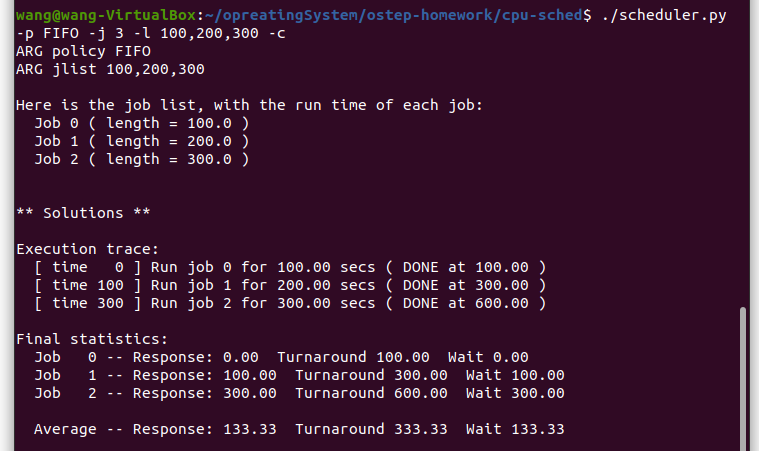 wang@wang-VirtualBox:~/opreatingSystem/ostep-homework/cpu-sched$ ./scheduler.py
-p FIFO -j 3 -l 100,200,300 -c
ARG policy FIFO
ARG jlist 100,200,300
Here is the job list, with the run time of each job:
Job 0 ( length = 100.0 )
Job 1 ( length = 200.0 )
Job 2 ( length = 300.0 )
** Solutions **
Execution trace:
[ time   0 ] Run job 0 for 100.00 secs ( DONE at 100.00 )
[ time 100 ] Run job 1 for 200.00 secs ( DONE at 300.00 )
[ time 300 ] Run job 2 for 300.00 secs ( DONE at 600.00 )
Final statistics:
Job   0 -- Response: 0.00  Turnaround 100.00  Wait 0.00
Job   1 -- Response: 100.00  Turnaround 300.00  Wait 100.00
Job   2 -- Response: 300.00  Turnaround 600.00  Wait 300.00
Average -- Response: 133.33  Turnaround 333.33  Wait 133.33